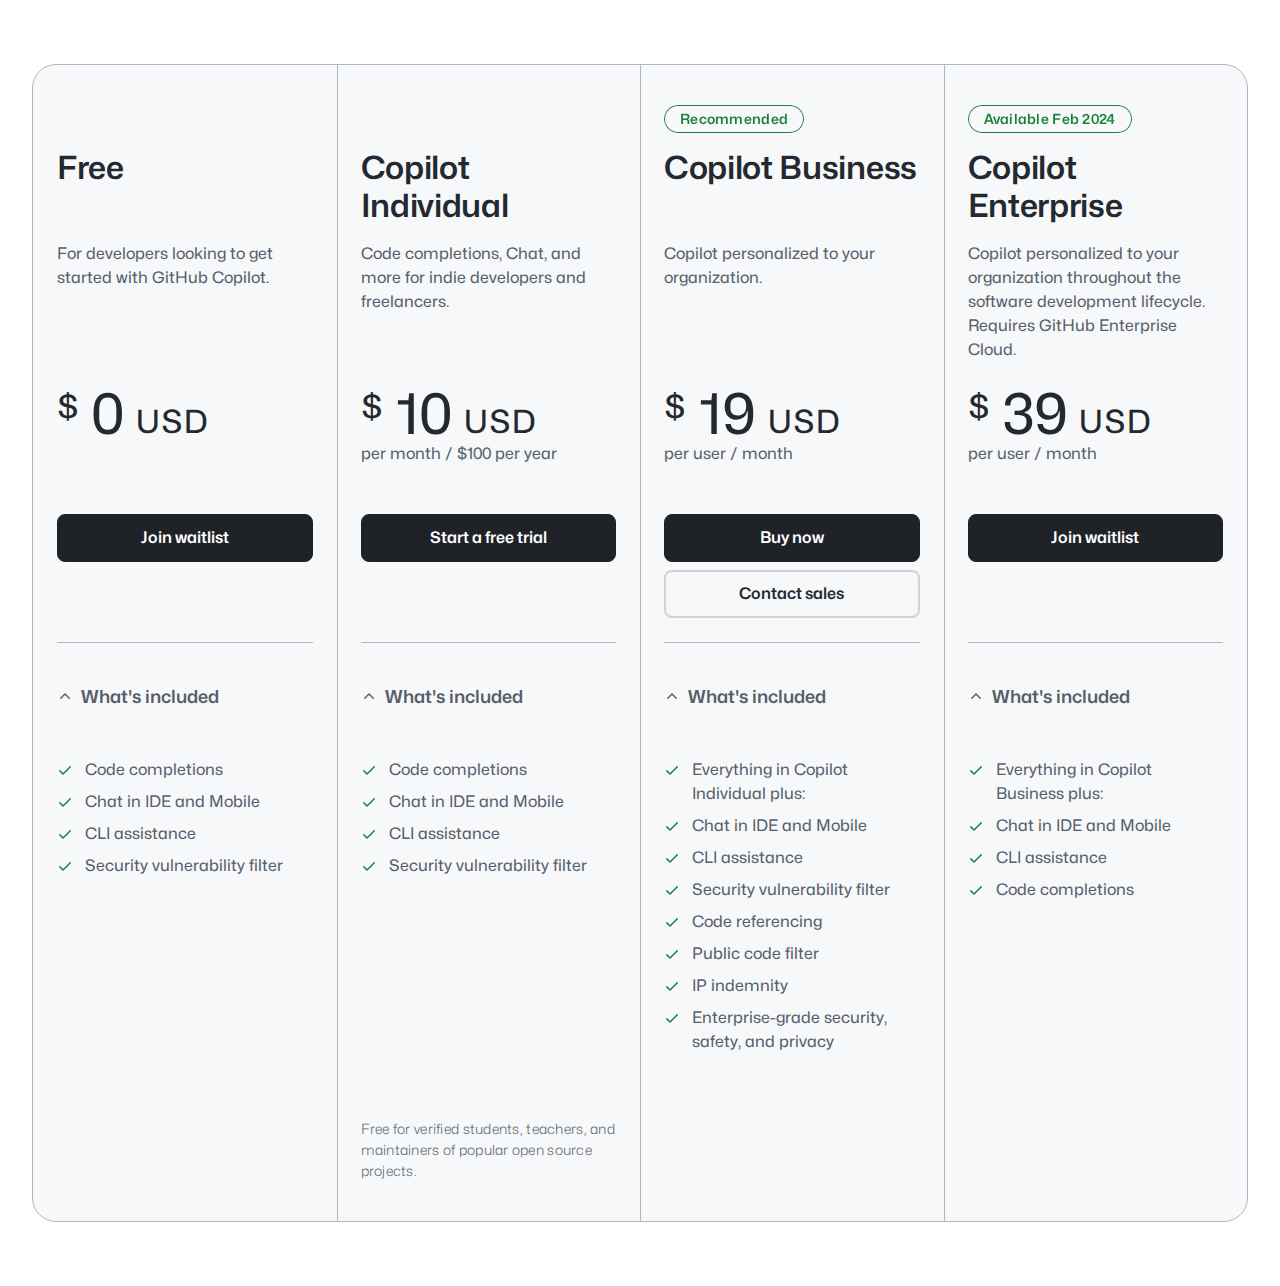 Free
For developers looking to get
started with GitHub Copilot.
$ 0 USD
Join waitlist
What's included
Code completions
Chat in IDE and Mobile
CLI assistance
Security vulnerability filter
Copilot
Individual
Code completions, Chat, and
more for indie developers and
freelancers.
$ 10 USD
per month / $100 per year
Start a free trial
What's included
Code completions
Chat in IDE and Mobile
CLI assistance
Security vulnerability filter
Free for verified students, teachers, and
maintainers of popular open source
projects.
Recommended
Copilot Business
Copilot personalized to your
organization.
$ 19 USD
per user / month
Buy now
Contact sales
What's included
Everything in Copilot
Individual plus:
Chat in IDE and Mobile
CLI assistance
Security vulnerability filter
Code referencing
Public code filter
IP indemnity
Enterprise-grade security,
safety, and privacy
Available Feb 2024
Copilot
Enterprise
Copilot personalized to your
organization throughout the
software development lifecycle.
Requires GitHub Enterprise
Cloud.
$ 39 USD
per user / month
Join waitlist
What's included
Everything in Copilot
Business plus:
Chat in IDE and Mobile
CLI assistance
Code completions